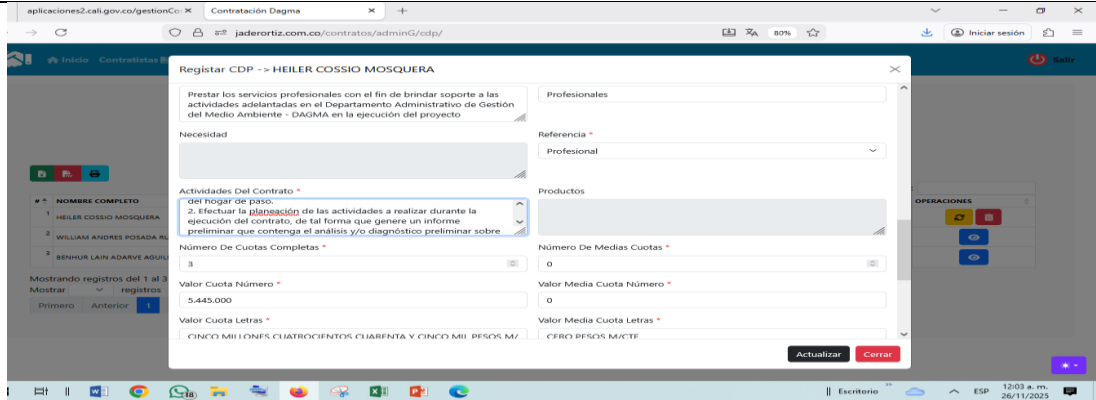 aplicaciones2.cali.gov.co/gestionCo
Contratación Dagma
jaderortiz.com.co/contratos/adminG/cdp/
80%
Iniciar sesión
Inicio Contratistas
Salir
Registar CDP -> HEILER COSSIO MOSQUERA
Prestar los servicios profesionales con el fin de brindar soporte a las
actividades adelantadas en el Departamento Administrativo de Gestión
del Medio Ambiente - DAGMA en la ejecución del proyecto
Profesionales
Necesidad
Referencia *
Profesional
Actividades Del Contrato *
Productos
del hogar de paso.
2. Efectuar la planeación de las actividades a realizar durante la
ejecución del contrato, de tal forma que genere un informe
preliminar que contenga el análisis y/o diagnóstico preliminar sobre
Número De Cuotas Completas *
Número De Medias Cuotas *
3
0
Valor Cuota Número *
Valor Media Cuota Número *
5.445.000
0
Valor Cuota Letras *
Valor Media Cuota Letras *
CINCO MILLONES CUATROCIENTOS CUARENTA Y CINCO MIL PESOS M/
CERO PESOS M/CTE
Actualizar
Cerrar
# NOMBRE COMPLETO
OPERACIONES
1 HEILER COSSIO MOSQUERA
2 WILLIAM ANDRES POSADA RU
3 BENHUR LAIN ADARVE AGUIL
Mostrando registros del 1 al 3
Mostrar registros
Primero Anterior 1
18
Escritorio
ESP
12:03 a. m.
26/11/2025